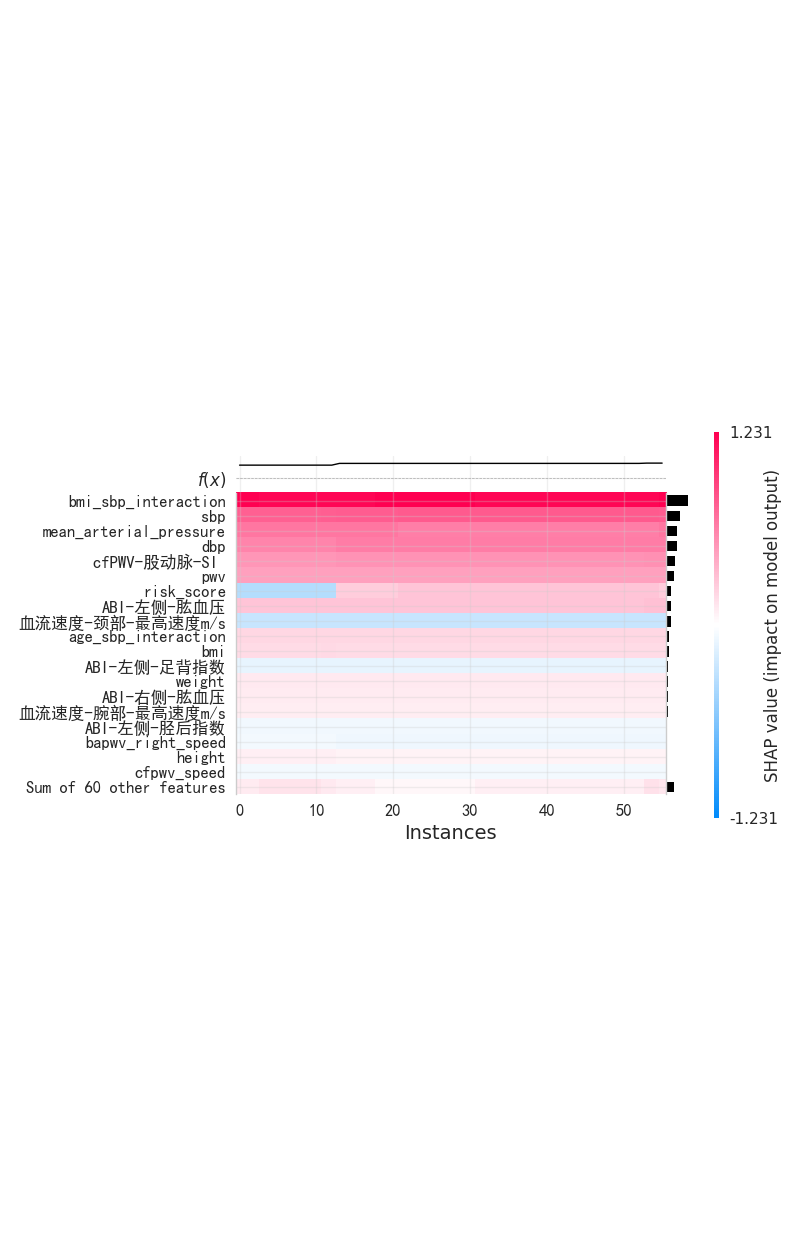 1.231
f(x)
bmi_sbp_interaction
sbp
mean_arterial_pressure
dbp
cfPWV-股动脉-SI
pwv
risk_score
ABI-左侧-肱血压
血流速度-颈部-最高速度m/s
age_sbp_interaction
bmi
ABI-左侧-足背指数
weight
ABI-右侧-肱血压
血流速度-腕部-最高速度m/s
ABI-左侧-胫后指数
bapwv_right_speed
height
cfpwv_speed
Sum of 60 other features
0 10 20 30 40 50
Instances
SHAP value (impact on model output)
-1.231